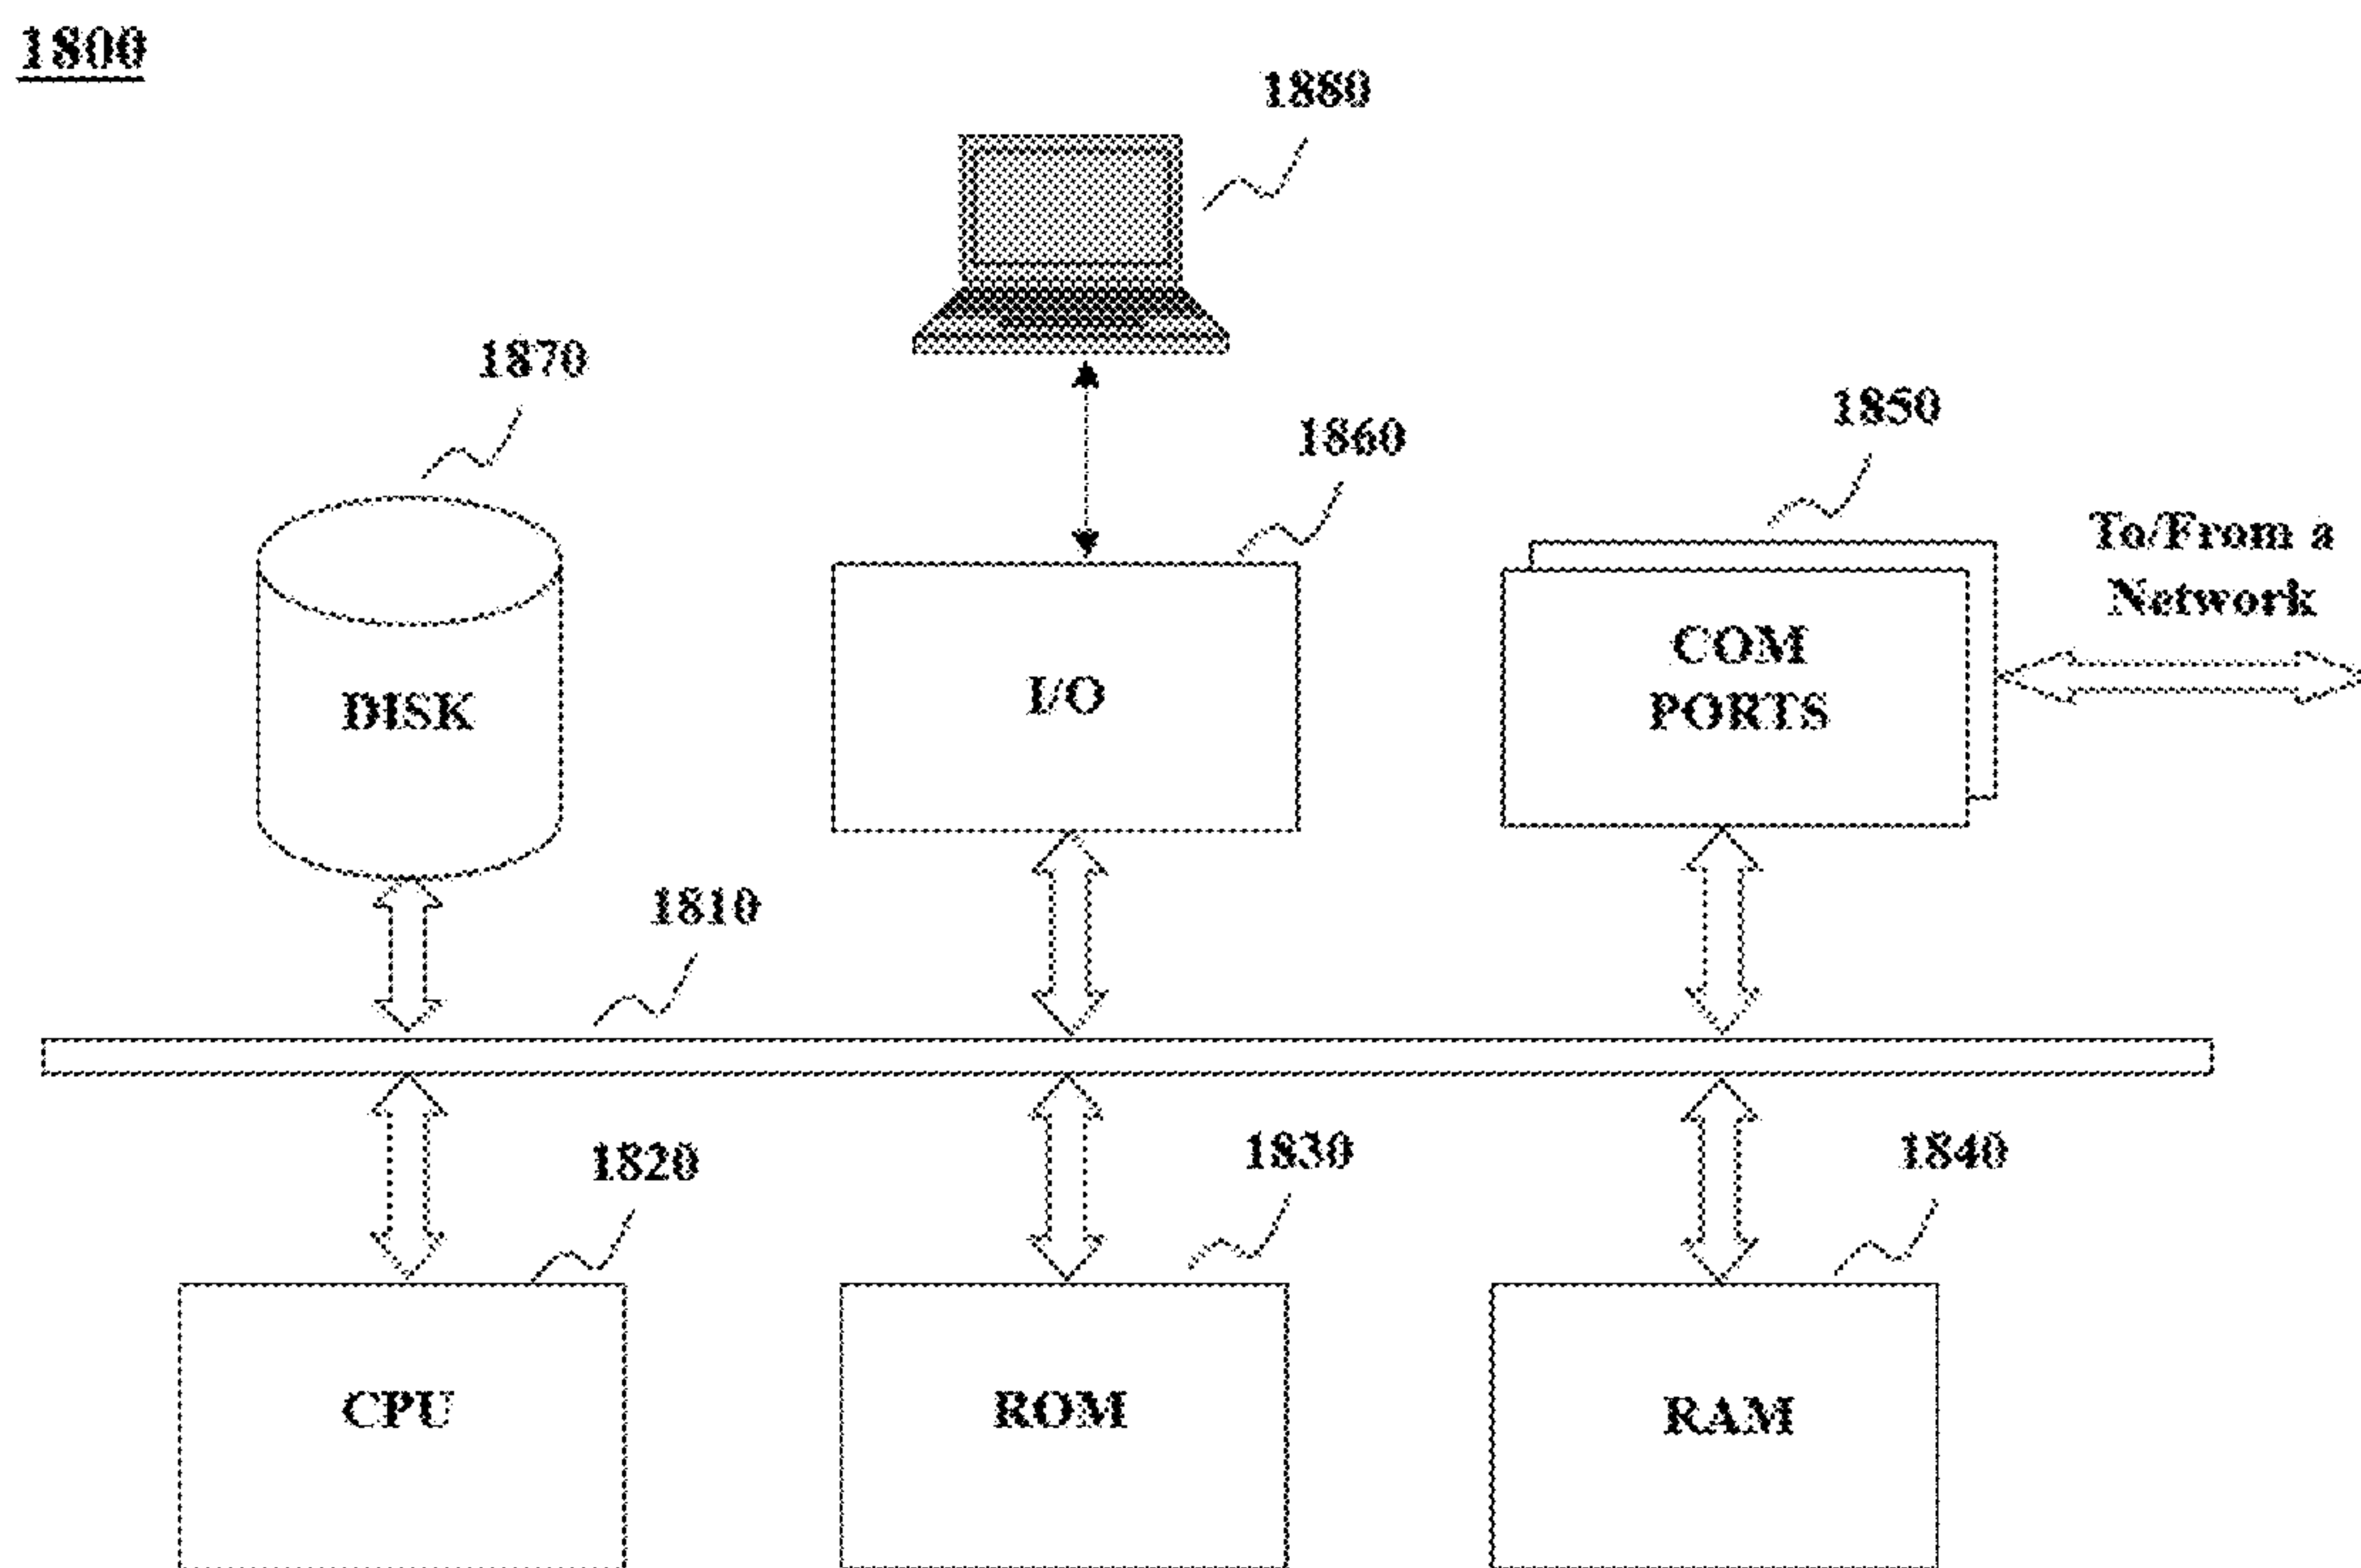 1800
1880
1870
1860
1850
To/From a
Network
DISK
I/O
COM
PORTS
1810
1820
1830
1840
CPU
ROM
RAM